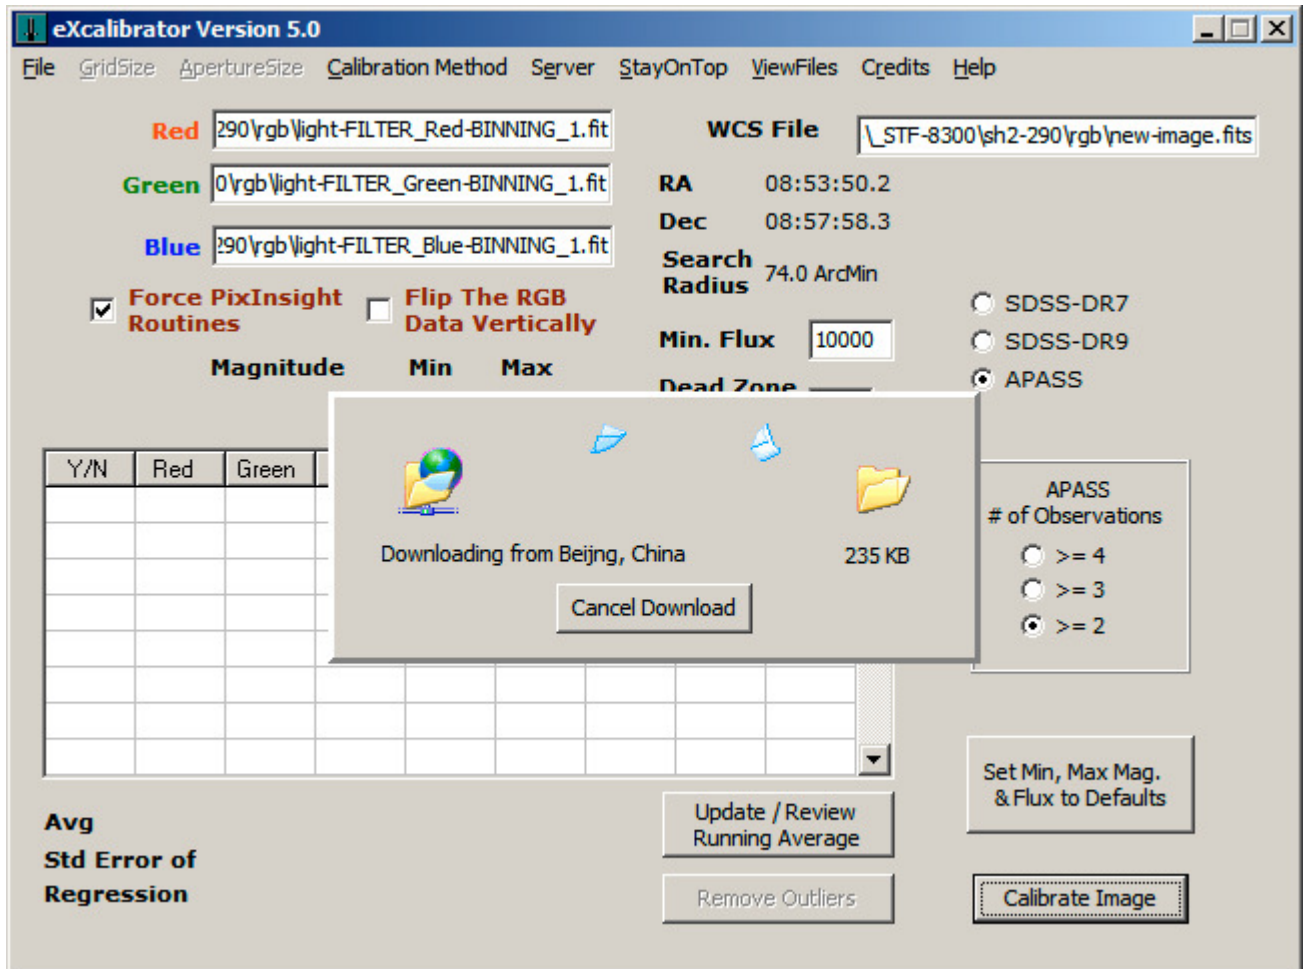 eXcalibrator Version 5.0
File GridSize ApertureSize Calibration Method Server StayOnTop ViewFiles Credits Help
Red 290\rgb\light-FILTER_Red-BINNING_1.fit
WCS File \_STF-8300\sh2-290\rgb\new-image.fits
Green 0\rgb\light-FILTER_Green-BINNING_1.fit
RA 08:53:50.2
Dec 08:57:58.3
Blue 290\rgb\light-FILTER_Blue-BINNING_1.fit
Search
Radius 74.0 ArcMin
Force PixInsight
Routines
Flip The RGB
Data Vertically
SDSS-DR7
Min. Flux 10000
SDSS-DR9
Magnitude Min Max
Dead Zone
APASS
Y/N Red Green
Downloading from Beijng, China 235 KB
Cancel Download
APASS
# of Observations
>= 4
>= 3
>= 2
Set Min, Max Mag.
& Flux to Defaults
Avg
Update / Review
Running Average
Std Error of
Regression
Remove Outliers
Calibrate Image